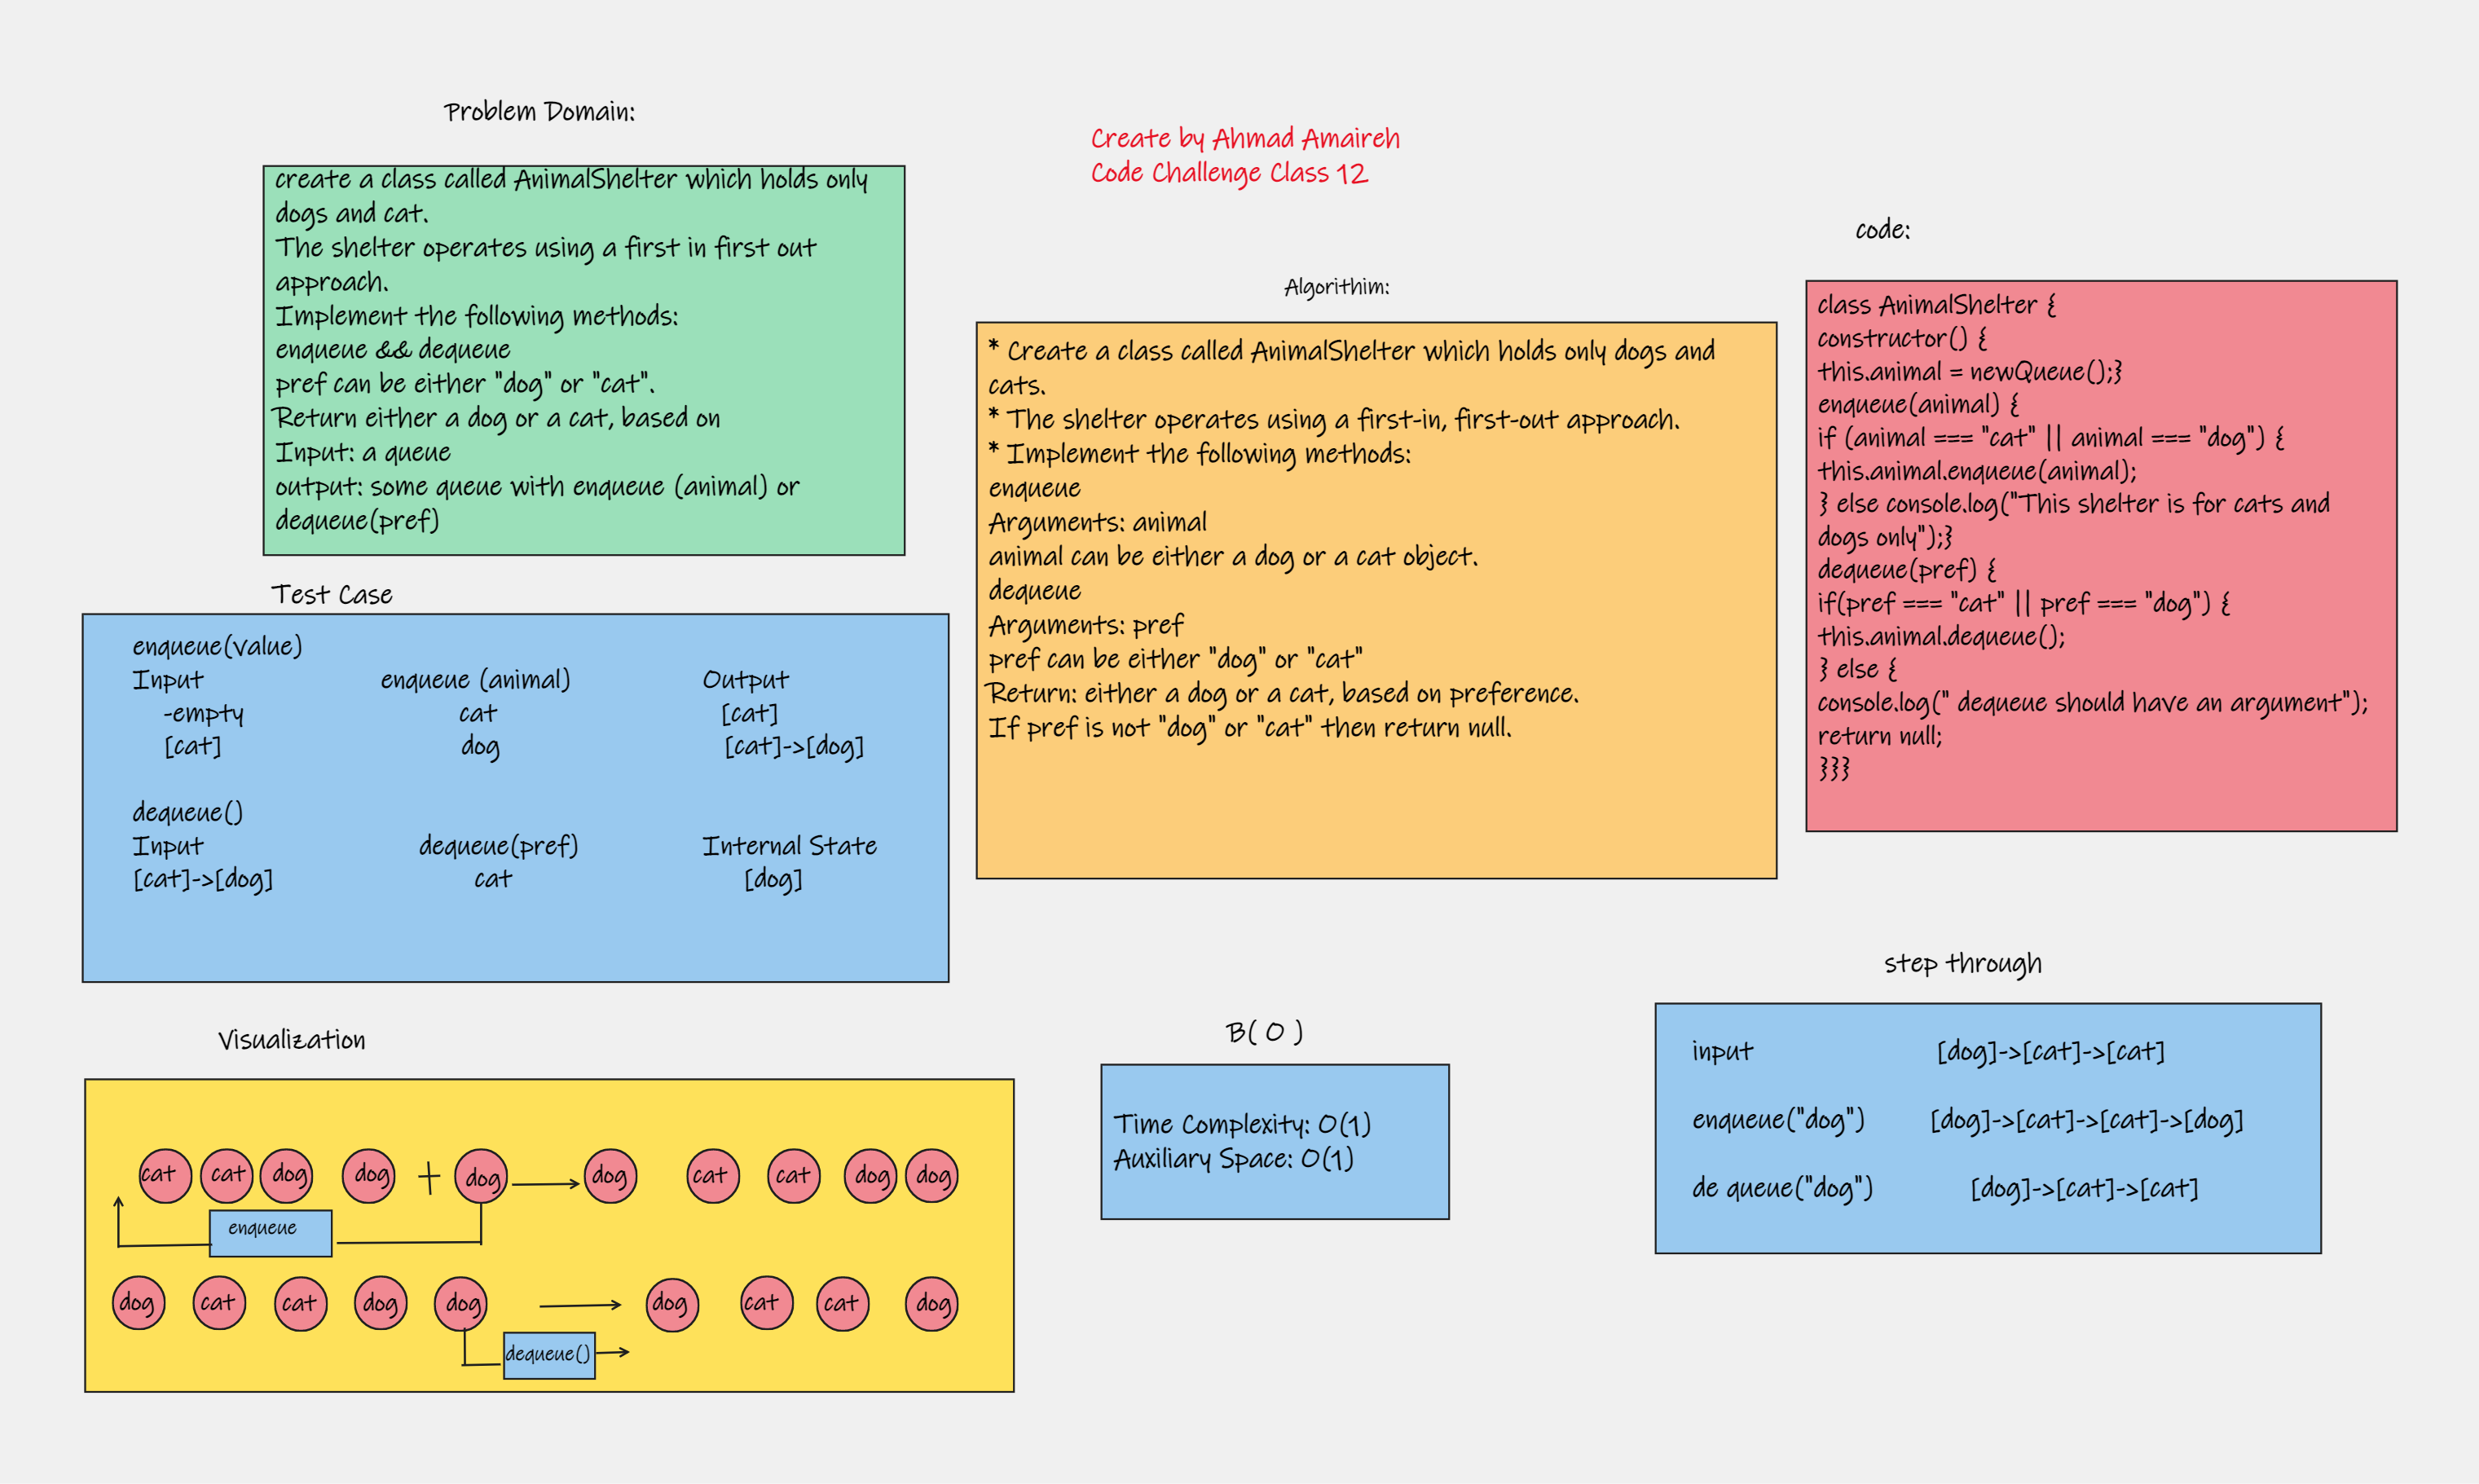 Problem Domain:
create a class called AnimalShelter which holds only
dogs and cat.
The shelter operates using a first in first out
approach.
Implement the following methods:
enqueue && dequeue
pref can be either "dog" or "cat".
Return either a dog or a cat, based on
Input: a queue
output: some queue with enqueue (animal) or
dequeue(pref)
Create by Ahmad Amaireh
Code Challenge Class 12
Algorithim:
* Create a class called AnimalShelter which holds only dogs and
cats.
* The shelter operates using a first-in, first-out approach.
* Implement the following methods:
enqueue
Arguments: animal
animal can be either a dog or a cat object.
dequeue
Arguments: pref
pref can be either "dog" or "cat"
Return: either a dog or a cat, based on preference.
If pref is not "dog" or "cat" then return null.
code:
class AnimalShelter {
constructor() {
this.animal = newQueue();}
enqueue(animal) {
if (animal === "cat" || animal === "dog") {
this.animal.enqueue(animal);
} else console.log("This shelter is for cats and
dogs only");}
dequeue(pref) {
if(pref === "cat" || pref === "dog") {
this.animal.dequeue();
} else {
console.log(" dequeue should have an argument");
return null;
}}}
Test Case
enqueue(value)
Input enqueue (animal) Output
-empty cat [cat]
[cat] dog [cat]->[dog]
dequeue()
Input dequeue(pref) Internal State
[cat]->[dog] cat [dog]
Visualization
cat cat dog dog + dog dog cat cat dog dog
enqueue
dog cat cat dog dog dog cat cat dog
dequeue()
B( O )
Time Complexity: O(1)
Auxiliary Space: O(1)
step through
input [dog]->[cat]->[cat]
enqueue("dog") [dog]->[cat]->[cat]->[dog]
de queue("dog") [dog]->[cat]->[cat]